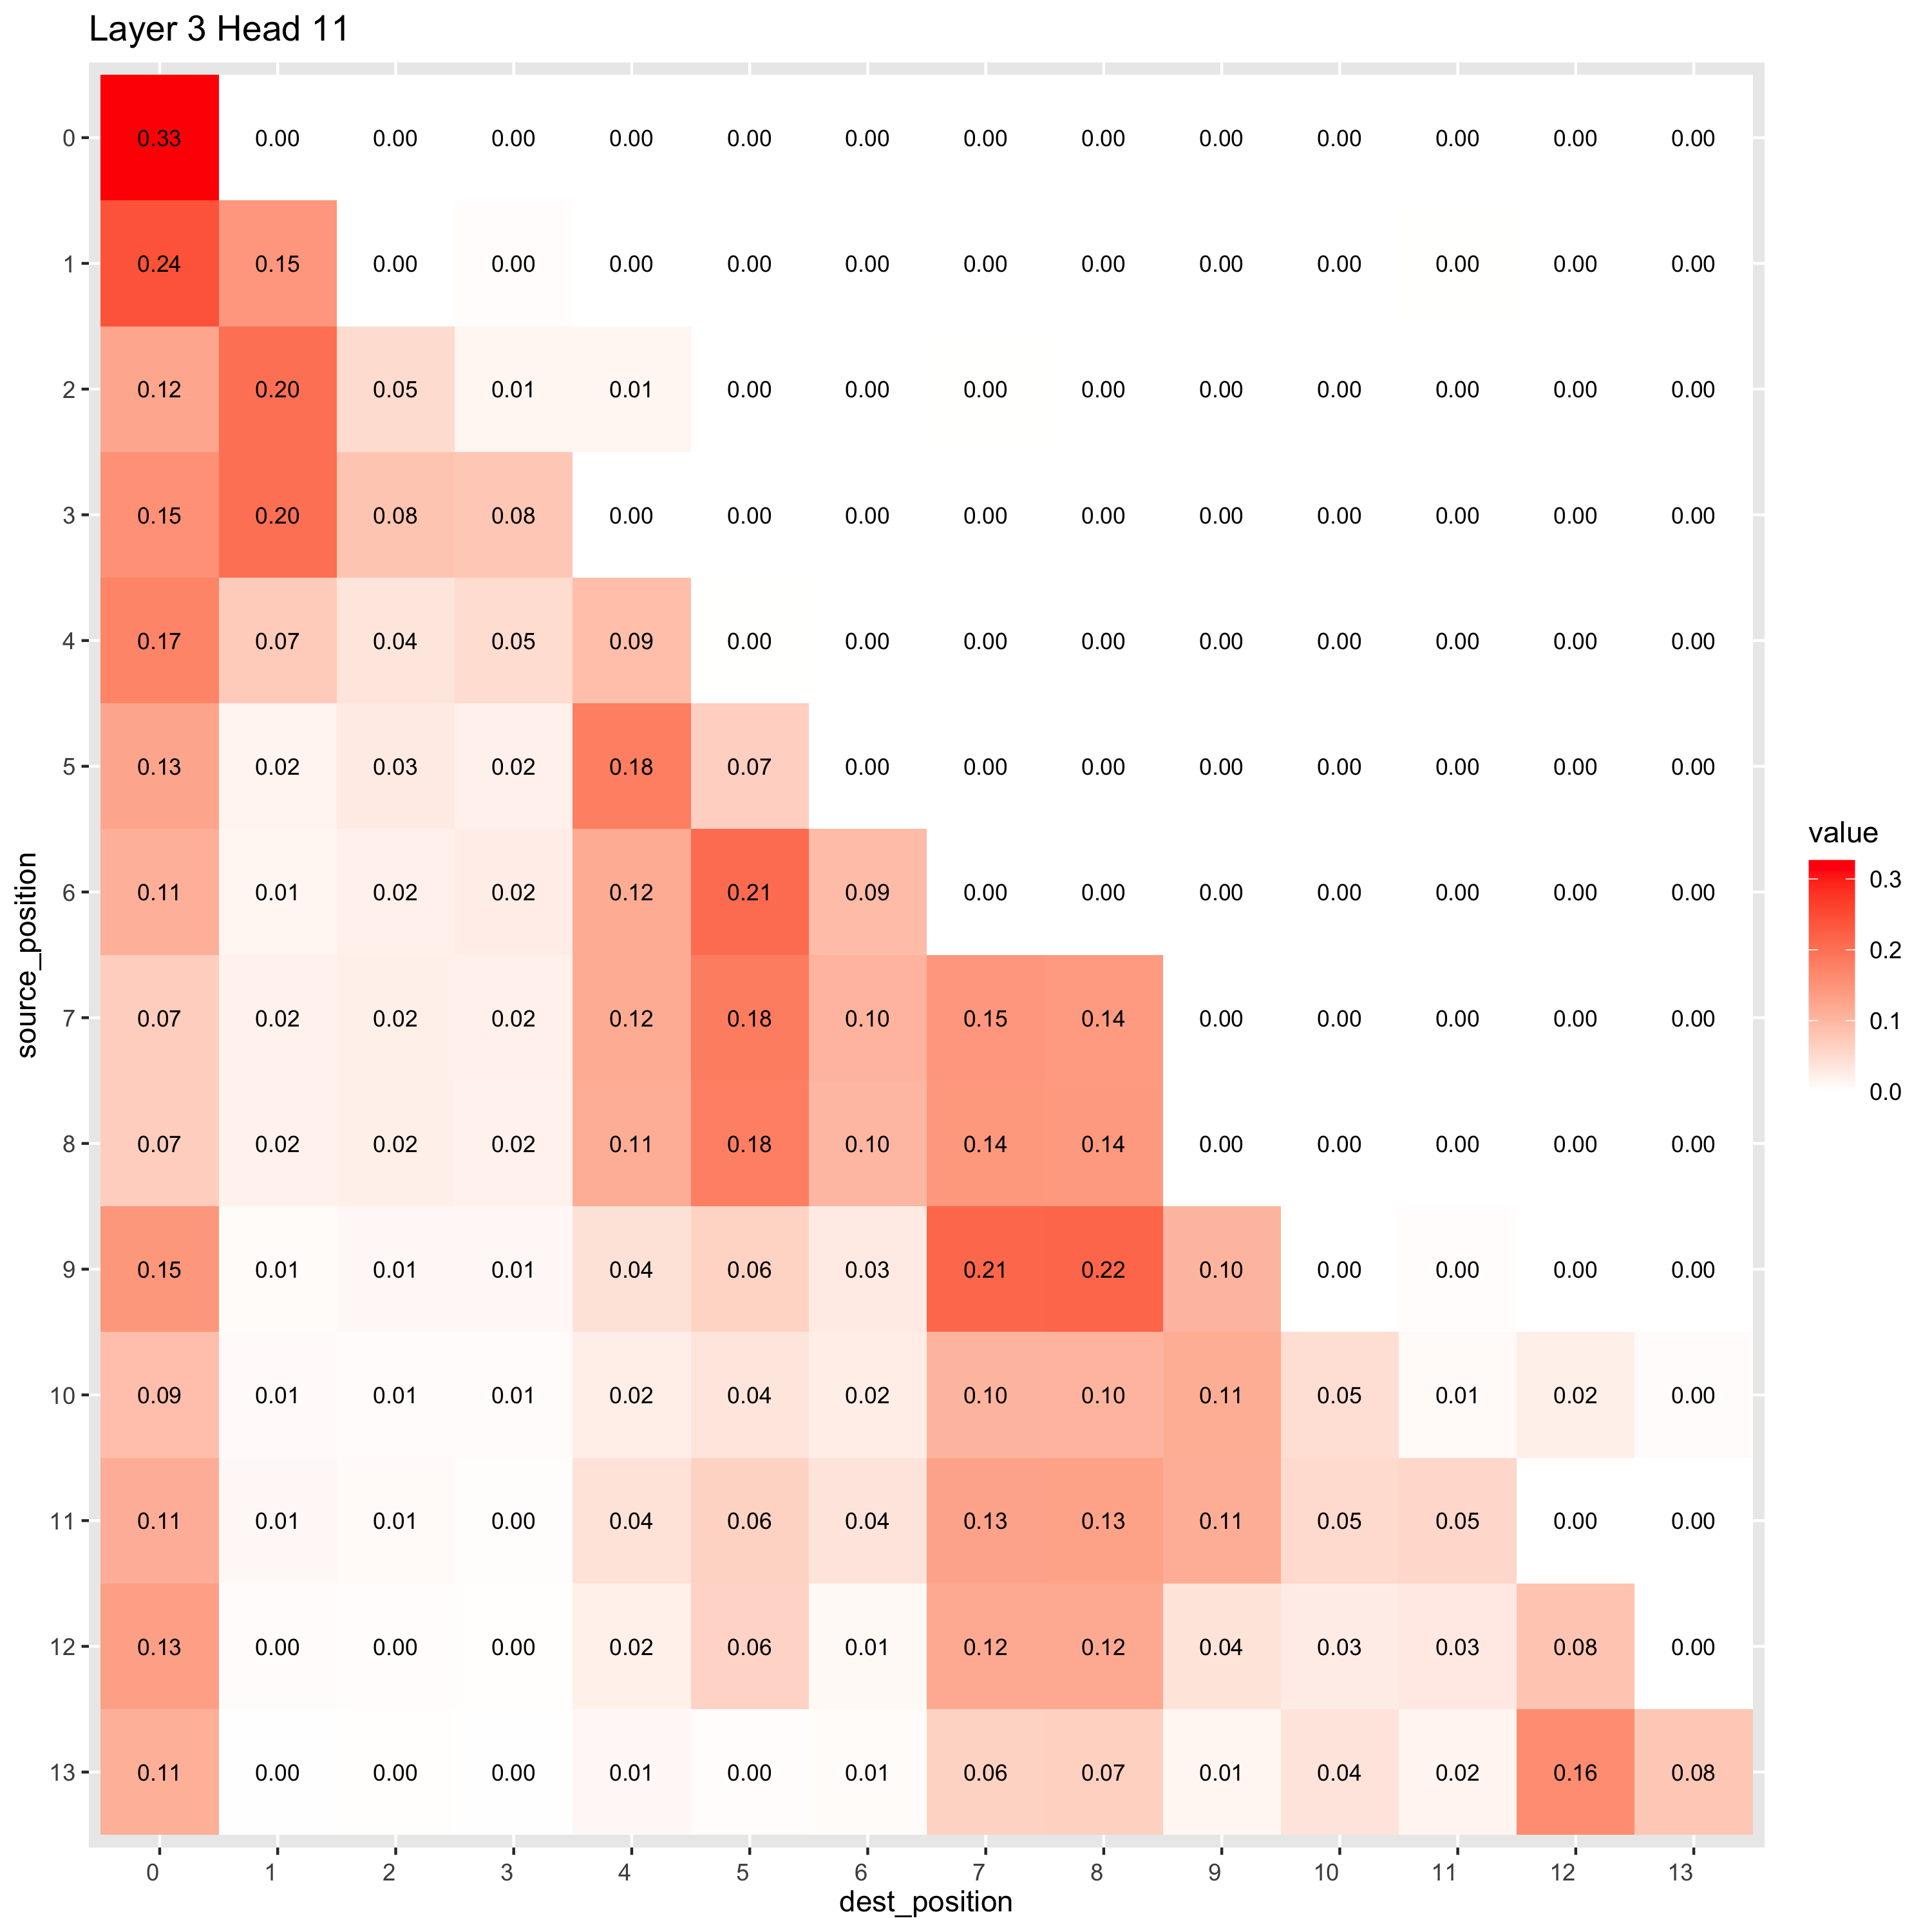 Layer 3 Head 11
0 0.33 0.00 0.00 0.00 0.00 0.00 0.00 0.00 0.00 0.00 0.00 0.00 0.00 0.00
1 0.24 0.15 0.00 0.00 0.00 0.00 0.00 0.00 0.00 0.00 0.00 0.00 0.00 0.00
2 0.12 0.20 0.05 0.01 0.01 0.00 0.00 0.00 0.00 0.00 0.00 0.00 0.00 0.00
3 0.15 0.20 0.08 0.08 0.00 0.00 0.00 0.00 0.00 0.00 0.00 0.00 0.00 0.00
4 0.17 0.07 0.04 0.05 0.09 0.00 0.00 0.00 0.00 0.00 0.00 0.00 0.00 0.00
5 0.13 0.02 0.03 0.02 0.18 0.07 0.00 0.00 0.00 0.00 0.00 0.00 0.00 0.00
6 0.11 0.01 0.02 0.02 0.12 0.21 0.09 0.00 0.00 0.00 0.00 0.00 0.00 0.00
7 0.07 0.02 0.02 0.02 0.12 0.18 0.10 0.15 0.14 0.00 0.00 0.00 0.00 0.00
8 0.07 0.02 0.02 0.02 0.11 0.18 0.10 0.14 0.14 0.00 0.00 0.00 0.00 0.00
9 0.15 0.01 0.01 0.01 0.04 0.06 0.03 0.21 0.22 0.10 0.00 0.00 0.00 0.00
10 0.09 0.01 0.01 0.01 0.02 0.04 0.02 0.10 0.10 0.11 0.05 0.01 0.02 0.00
11 0.11 0.01 0.01 0.00 0.04 0.06 0.04 0.13 0.13 0.11 0.05 0.05 0.00 0.00
12 0.13 0.00 0.00 0.00 0.02 0.06 0.01 0.12 0.12 0.04 0.03 0.03 0.08 0.00
13 0.11 0.00 0.00 0.00 0.01 0.00 0.01 0.06 0.07 0.01 0.04 0.02 0.16 0.08
0 1 2 3 4 5 6 7 8 9 10 11 12 13
dest_position
source_position
value
0.3
0.2
0.1
0.0